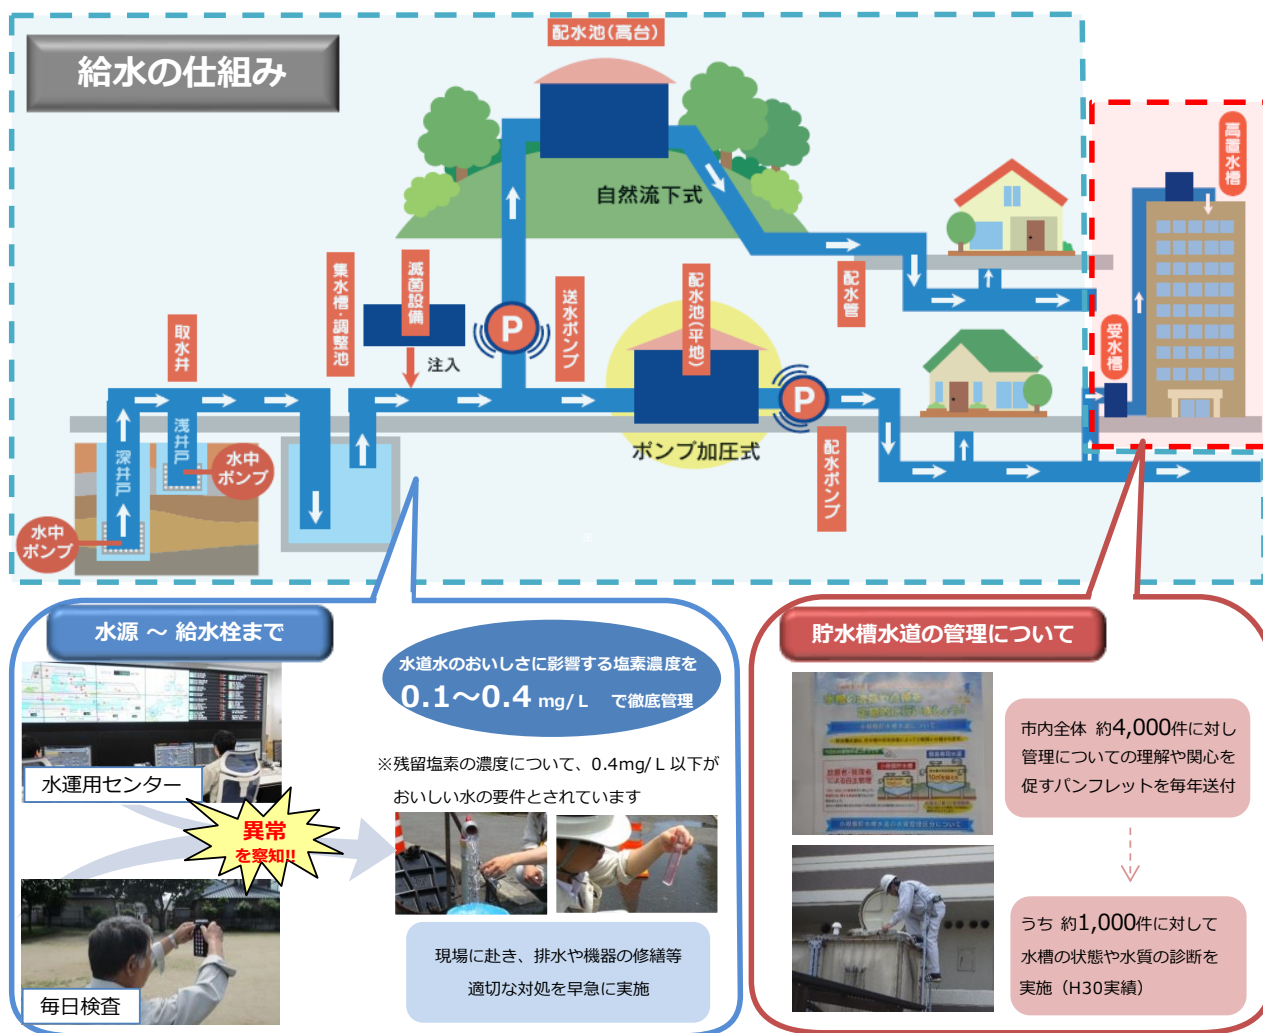 給水の仕組み
配水池(高台)
自然流下式
高置水槽
集水槽・調整池
滅菌設備
注入
送水ポンプ
P
配水池(平地)
配水管
受水槽
取水井
P
浅井戸
深井戸
水中
ポンプ
水中
ポンプ
ポンプ加圧式
配水ポンプ
水源 ～ 給水栓まで
水道水のおいしさに影響する塩素濃度を
0.1～0.4 mg/L で徹底管理
※残留塩素の濃度について、0.4mg/L 以下が
おいしい水の要件とされています
水運用センター
異常
を察知!!
毎日検査
現場に赴き、排水や機器の修繕等
適切な対処を早急に実施
貯水槽水道の管理について
市内全体 約4,000件に対し
管理についての理解や関心を
促すパンフレットを毎年送付
うち 約1,000件に対して
水槽の状態や水質の診断を
実施（H30実績）